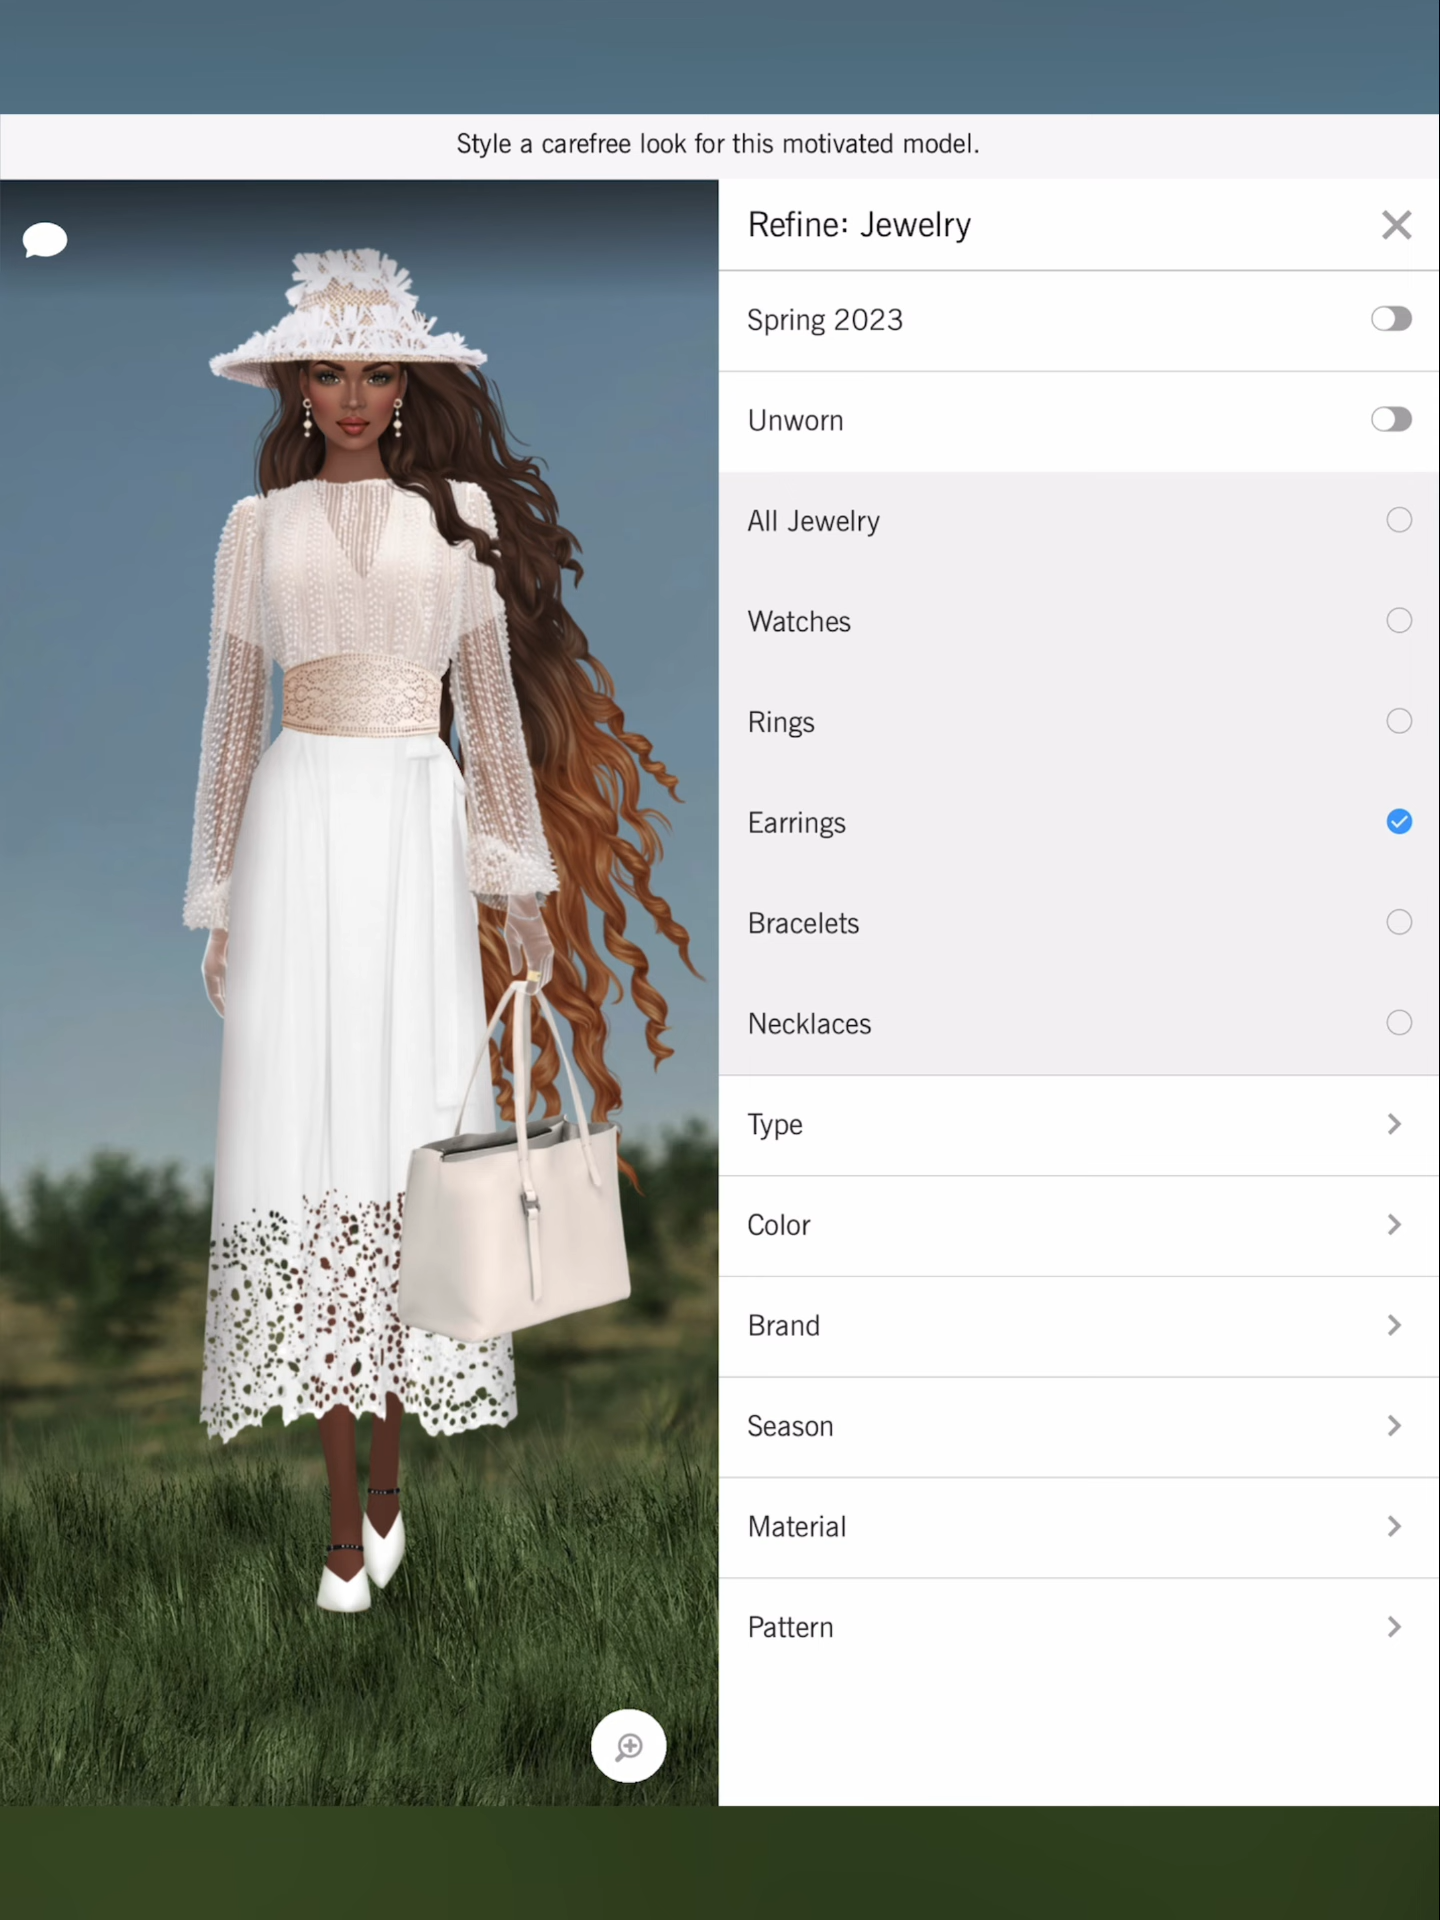 Style a carefree look for this motivated model.
Refine: Jewelry
Spring 2023
Unworn
All Jewelry
Watches
Rings
Earrings
Bracelets
Necklaces
Type
Color
Brand
Season
Material
Pattern